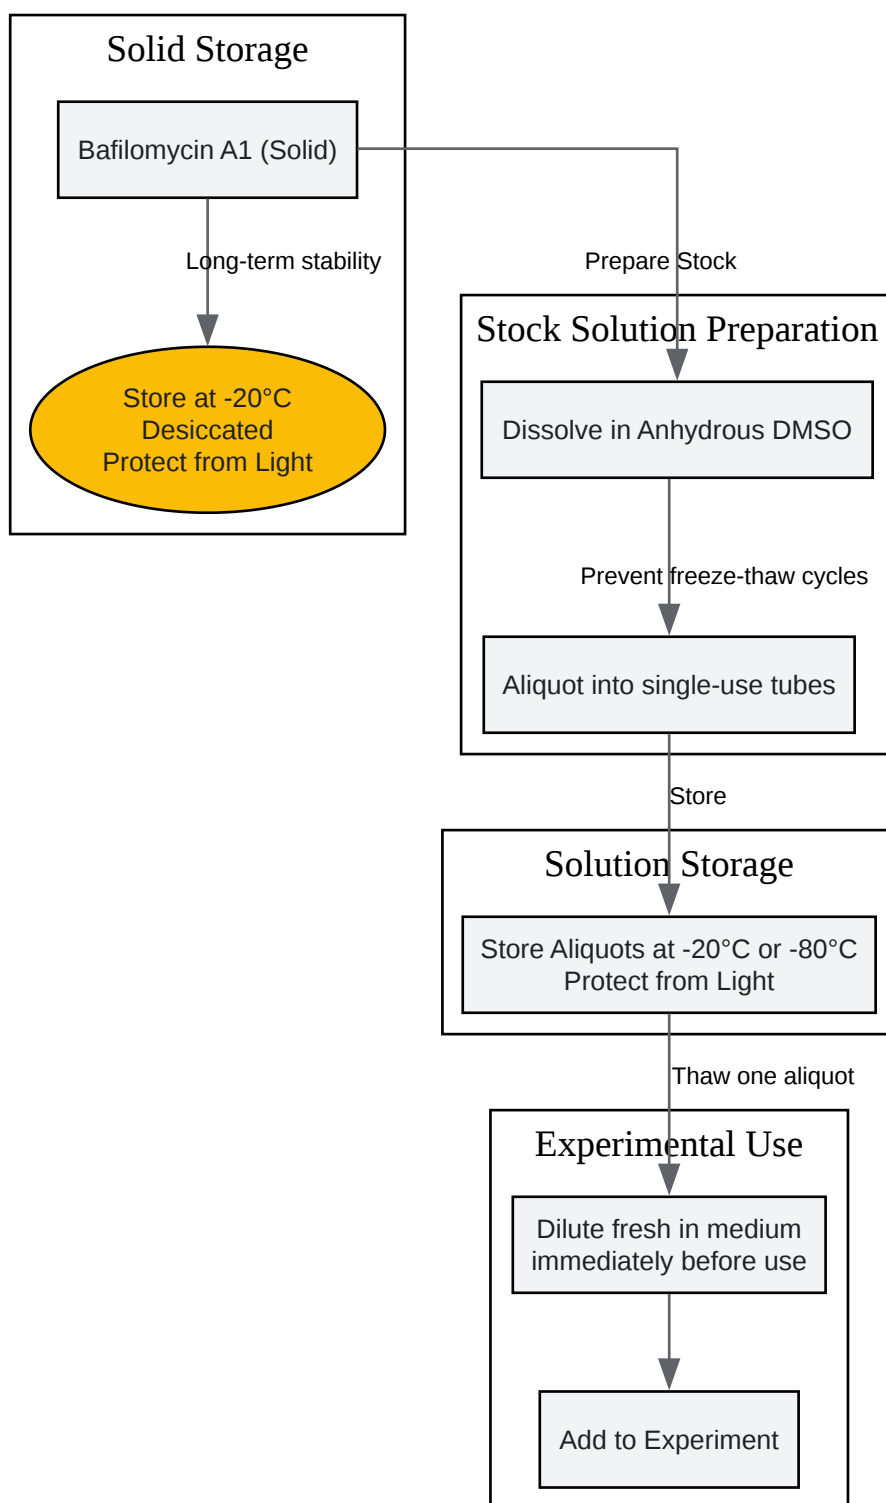 Solid Storage
Bafilomycin A1 (Solid)
Long-term stability
Store at -20°C
Desiccated
Protect from Light
Prepare Stock
Stock Solution Preparation
Dissolve in Anhydrous DMSO
Prevent freeze-thaw cycles
Aliquot into single-use tubes
Store
Solution Storage
Store Aliquots at -20°C or -80°C
Protect from Light
Thaw one aliquot
Experimental Use
Dilute fresh in medium
immediately before use
Add to Experiment